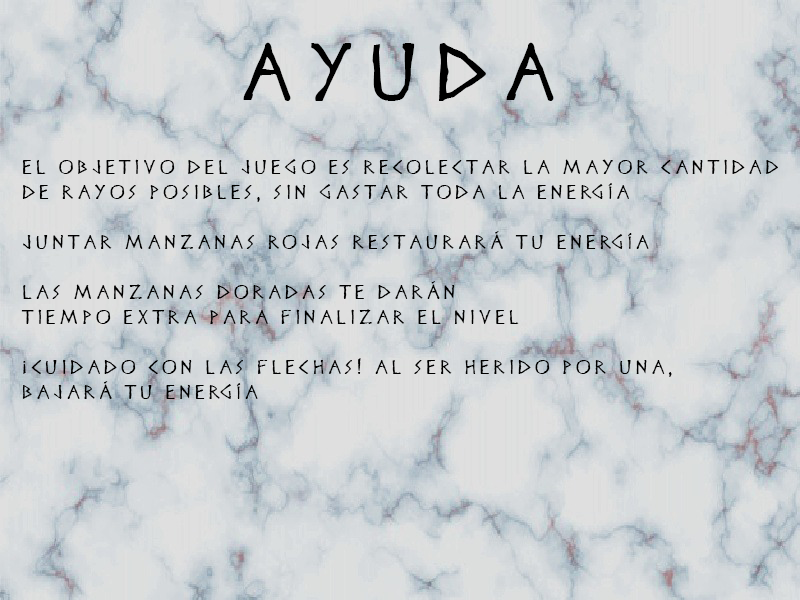 AYUDA
EL OBJETIVO DEL JUEGO ES RECOLECTAR LA MAYOR CANTIDAD
DE RAYOS POSIBLES, SIN GASTAR TODA LA ENERGÍA
JUNTAR MANZANAS ROJAS RESTAURARÁ TU ENERGÍA
LAS MANZANAS DORADAS TE DARÁN
TIEMPO EXTRA PARA FINALIZAR EL NIVEL
¡CUIDADO CON LAS FLECHAS! AL SER HERIDO POR UNA,
BAJARÁ TU ENERGÍA